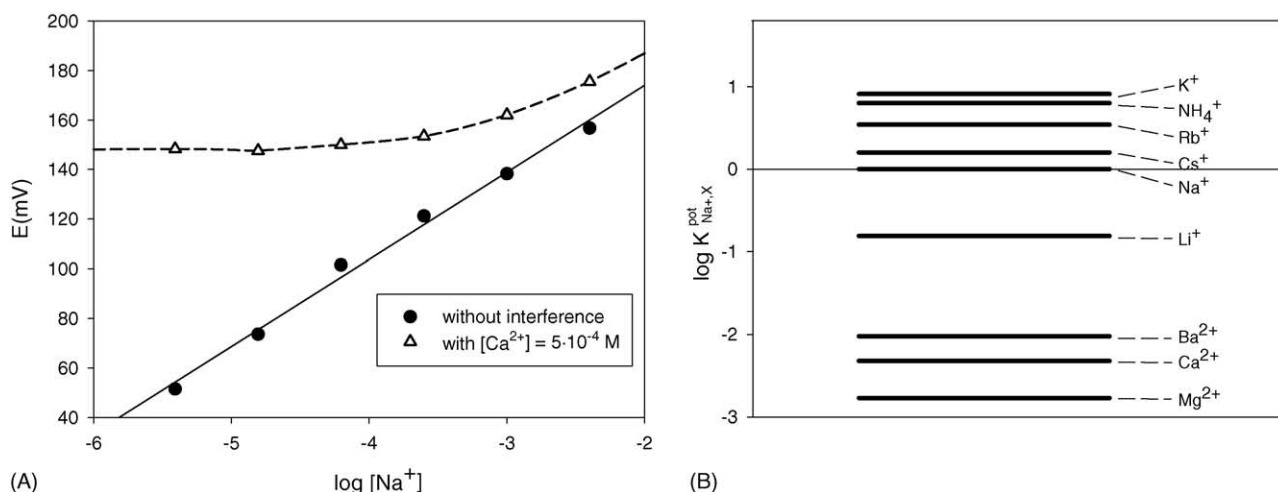 200
180
160
140
120
100
80
60
40
E(mV)
-6 -5 -4 -3 -2
log [Na⁺]
without interference
with [Ca²⁺] = 5·10⁻⁴ M
(A)
1
0
-1
-2
-3
log K^pot_Na+,X
K⁺
NH₄⁺
Rb⁺
Cs⁺
Na⁺
Li⁺
Ba²⁺
Ca²⁺
Mg²⁺
(B)